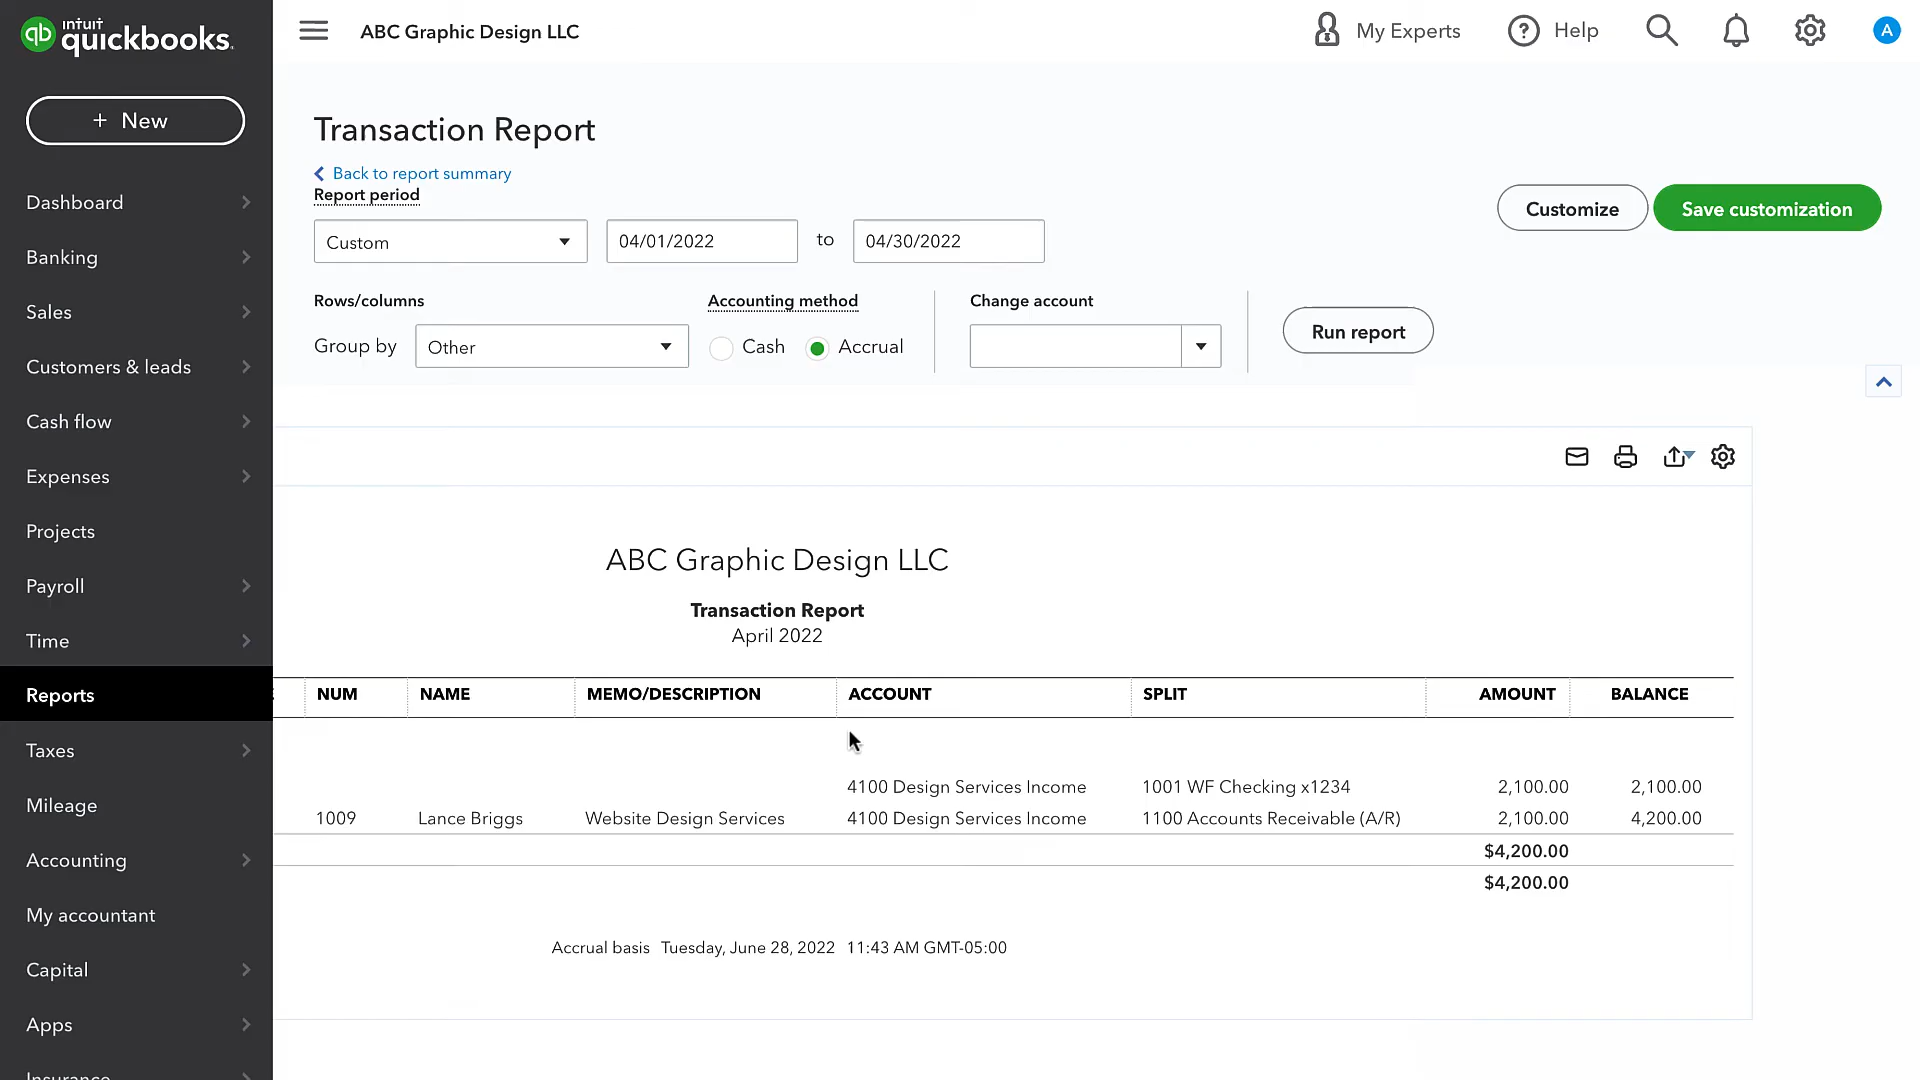 intuit
quickbooks.
ABC Graphic Design LLC
My Experts
Help
A
+ New
Transaction Report
Back to report summary
Report period
Customize
Save customization
Custom
04/01/2022
to
04/30/2022
Rows/columns
Accounting method
Change account
Group by
Other
Cash
Accrual
Run report
Dashboard
Banking
Sales
Customers & leads
Cash flow
Expenses
Projects
Payroll
Time
Reports
Taxes
Mileage
Accounting
My accountant
Capital
Apps
Insurance
ABC Graphic Design LLC
Transaction Report
April 2022
NUM NAME MEMO/DESCRIPTION ACCOUNT SPLIT AMOUNT BALANCE
4100 Design Services Income 1001 WF Checking x1234 2,100.00 2,100.00
1009 Lance Briggs Website Design Services 4100 Design Services Income 1100 Accounts Receivable (A/R) 2,100.00 4,200.00
$4,200.00
$4,200.00
Accrual basis Tuesday, June 28, 2022 11:43 AM GMT-05:00